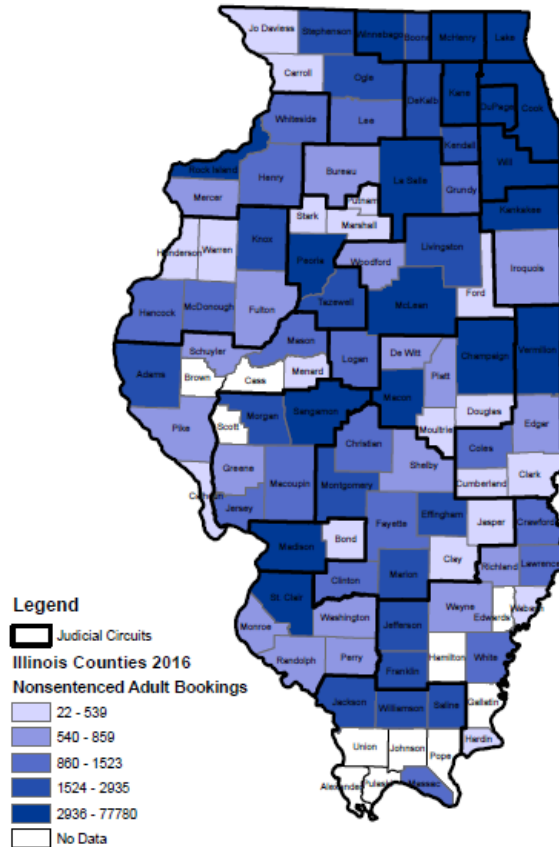 Jo Daviess
Stephenson
Winnebago
Boone
McHenry
Lake
Carroll
Ogle
DeKalb
Kane
DuPage
Cook
Whiteside
Lee
Kendall
Will
Rock Island
Henry
Bureau
La Salle
Grundy
Kankakee
Mercer
Putnam
Stark
Marshall
Henderson
Warren
Knox
Peoria
Woodford
Livingston
Iroquois
Ford
Hancock
McDonough
Fulton
Tazewell
McLean
Mason
Schuyler
Logan
De Witt
Champaign
Vermilion
Adams
Brown
Cass
Menard
Piatt
Macon
Scott
Morgan
Sangamon
Douglas
Moultrie
Edgar
Pike
Christian
Coles
Greene
Shelby
Macoupin
Cumberland
Clark
Calhoun
Jersey
Montgomery
Fayette
Effingham
Jasper
Crawford
Madison
Bond
Clay
Richland
Lawrence
Clinton
Marion
St. Clair
Wayne
Edwards
Wabash
Washington
Monroe
Jefferson
Randolph
Perry
Hamilton
White
Franklin
Jackson
Williamson
Saline
Gallatin
Hardin
Union
Johnson
Pope
Alexander
Pulaski
Massac
Legend
Judicial Circuits
Illinois Counties 2016
Nonsentenced Adult Bookings
22 - 539
540 - 859
860 - 1523
1524 - 2935
2936 - 77780
No Data